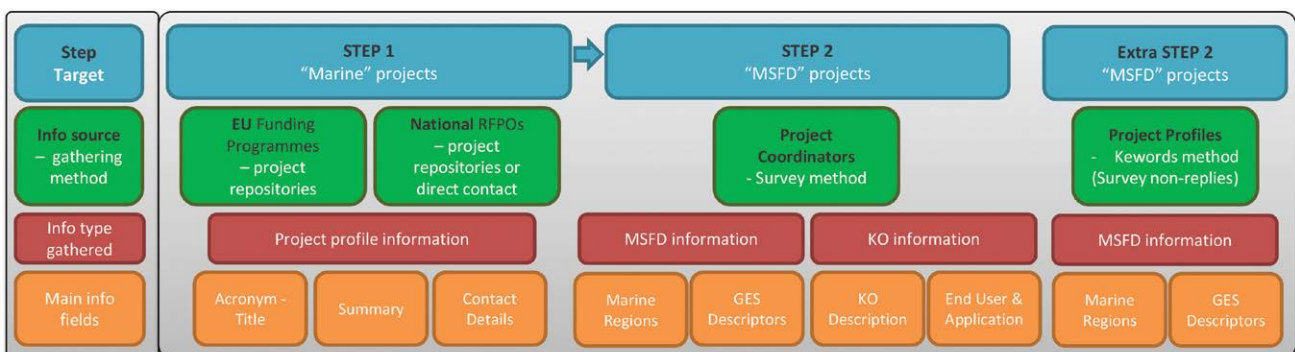 Step
Target
STEP 1
“Marine” projects
STEP 2
“MSFD” projects
Extra STEP 2
“MSFD” projects
Info source
– gathering
method
EU Funding
Programmes
– project
repositories
National RFPOs
– project
repositories or
direct contact
Project
Coordinators
- Survey method
Project Profiles
- Kewords method
(Survey non-replies)
Info type
gathered
Project profile information
MSFD information
KO information
MSFD information
Main info
fields
Acronym -
Title
Summary
Contact
Details
Marine
Regions
GES
Descriptors
KO
Description
End User &
Application
Marine
Regions
GES
Descriptors